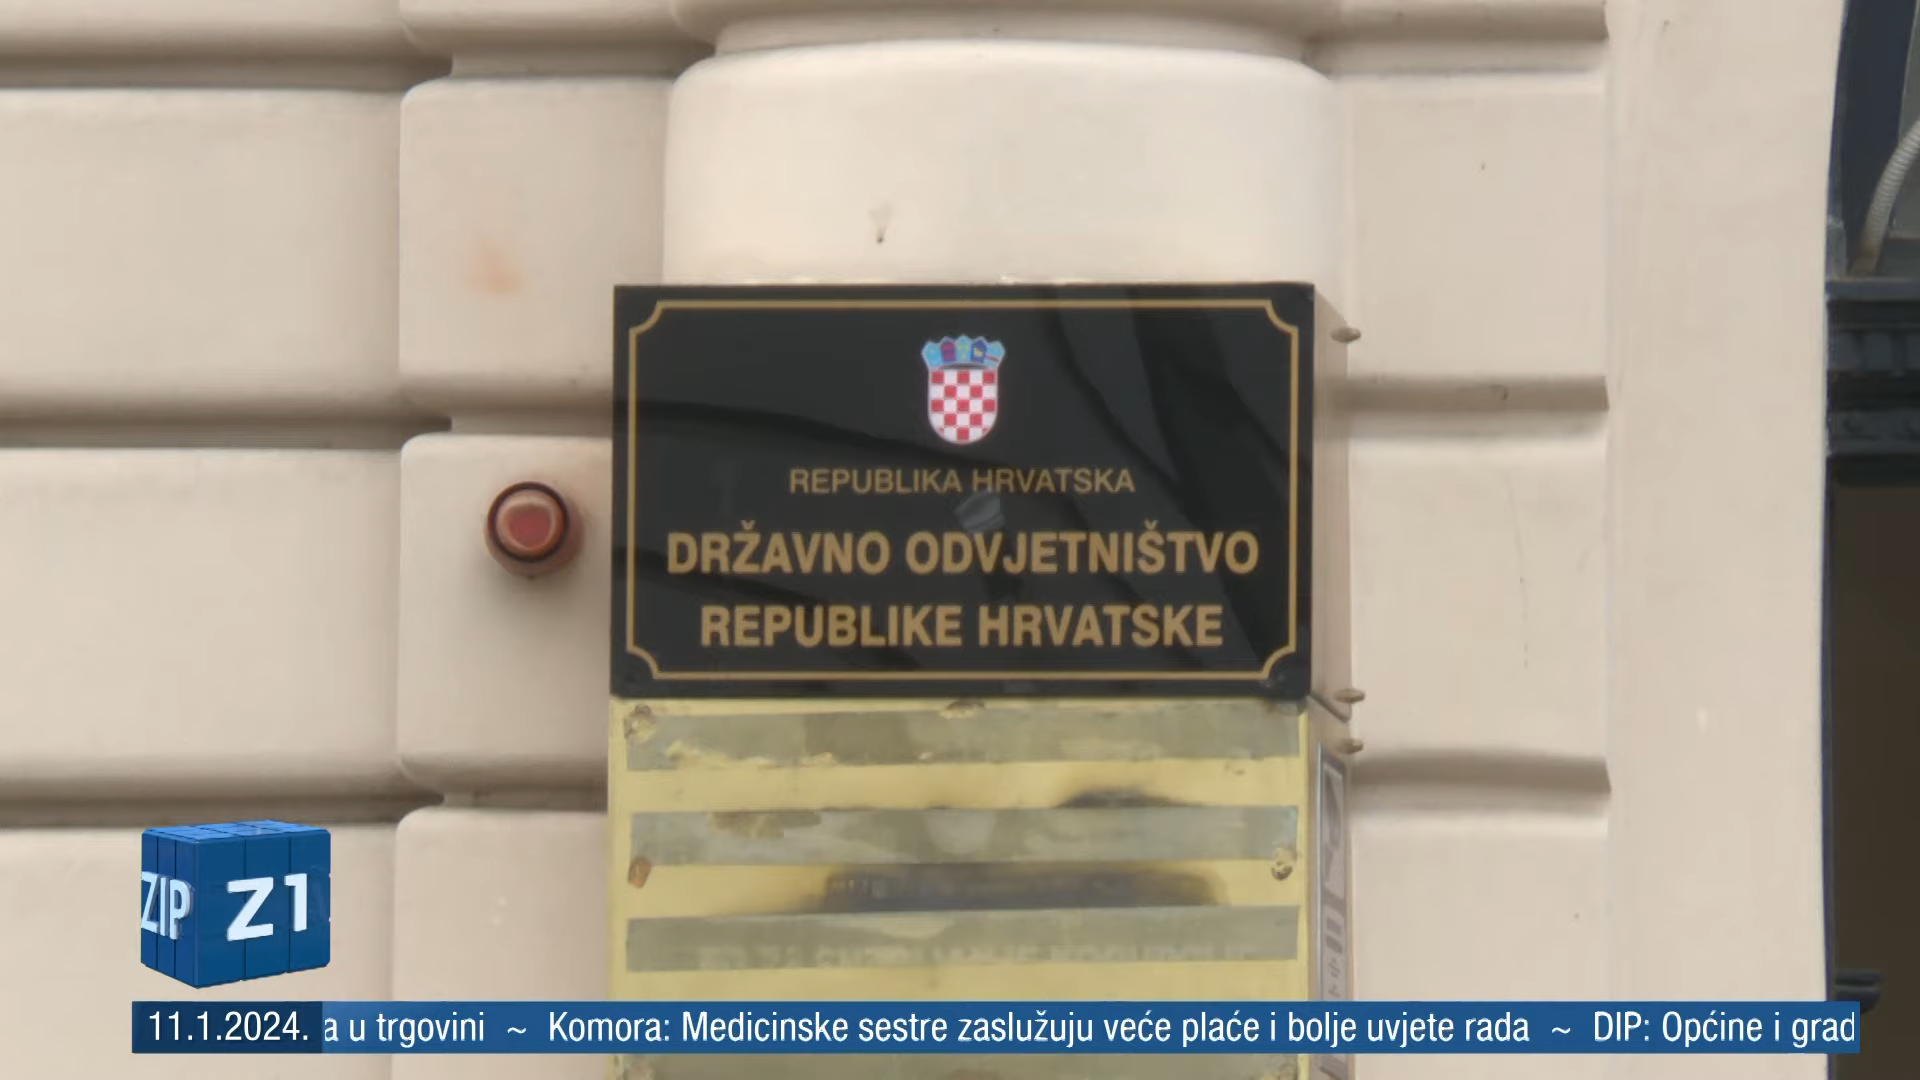 REPUBLIKA HRVATSKA
DRŽAVNO ODVJETNIŠTVO
REPUBLIKE HRVATSKE
ZIP Z1
11.1.2024. a u trgovini ~ Komora: Medicinske sestre zaslužuju veće plaće i bolje uvjete rada ~ DIP: Općine i grad